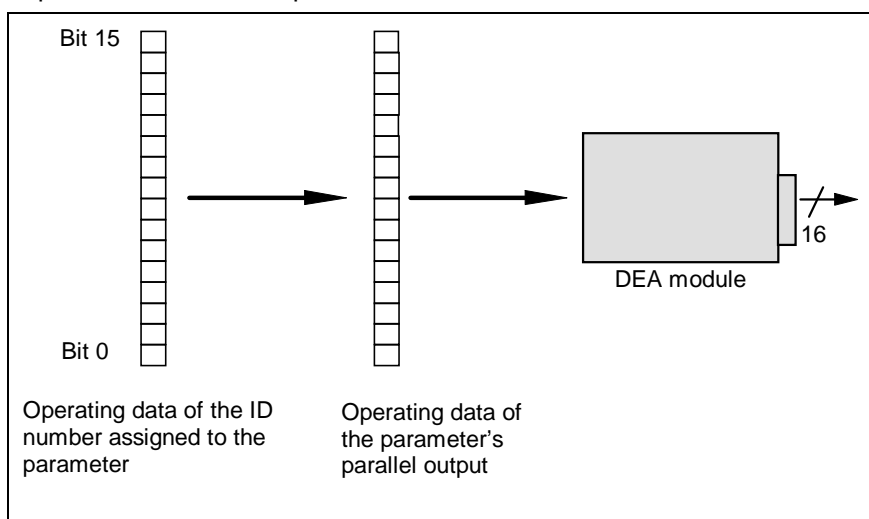 Bit 15
16
DEA module
Bit 0
Operating data of the ID
number assigned to the
parameter
Operating data of
the parameter's
parallel output